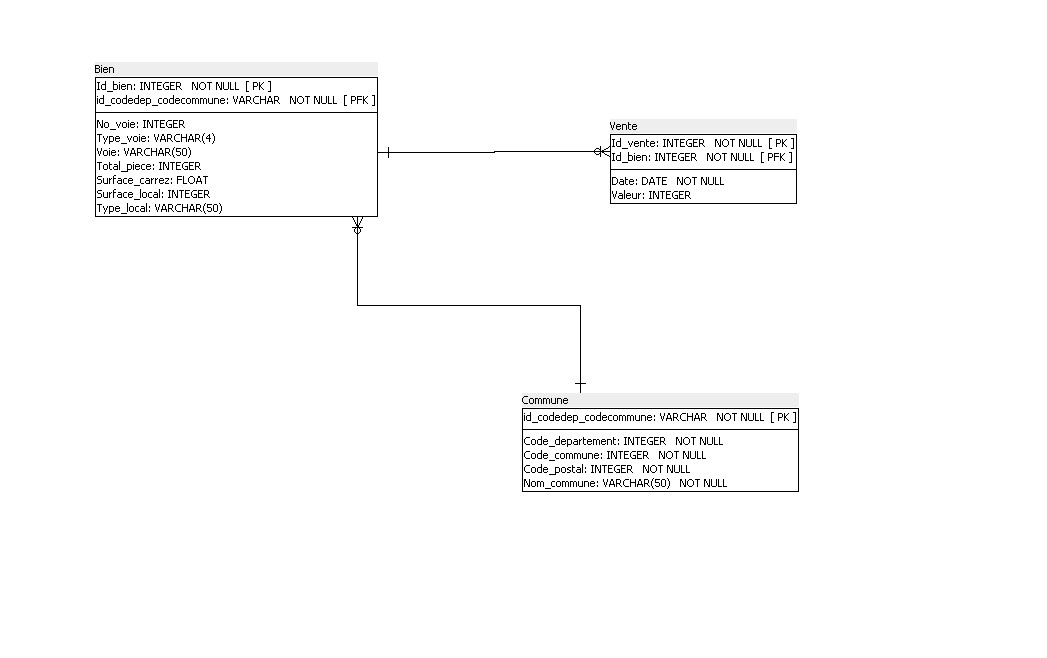 Bien
Id_bien: INTEGER NOT NULL [ PK ]
id_codedep_codecommune: VARCHAR NOT NULL [ PFK ]
No_voie: INTEGER
Type_voie: VARCHAR(4)
Voie: VARCHAR(50)
Total_piece: INTEGER
Surface_carrez: FLOAT
Surface_local: INTEGER
Type_local: VARCHAR(50)
Vente
Id_vente: INTEGER NOT NULL [ PK ]
Id_bien: INTEGER NOT NULL [ PFK ]
Date: DATE NOT NULL
Valeur: INTEGER
Commune
id_codedep_codecommune: VARCHAR NOT NULL [ PK ]
Code_departement: INTEGER NOT NULL
Code_commune: INTEGER NOT NULL
Code_postal: INTEGER NOT NULL
Nom_commune: VARCHAR(50) NOT NULL